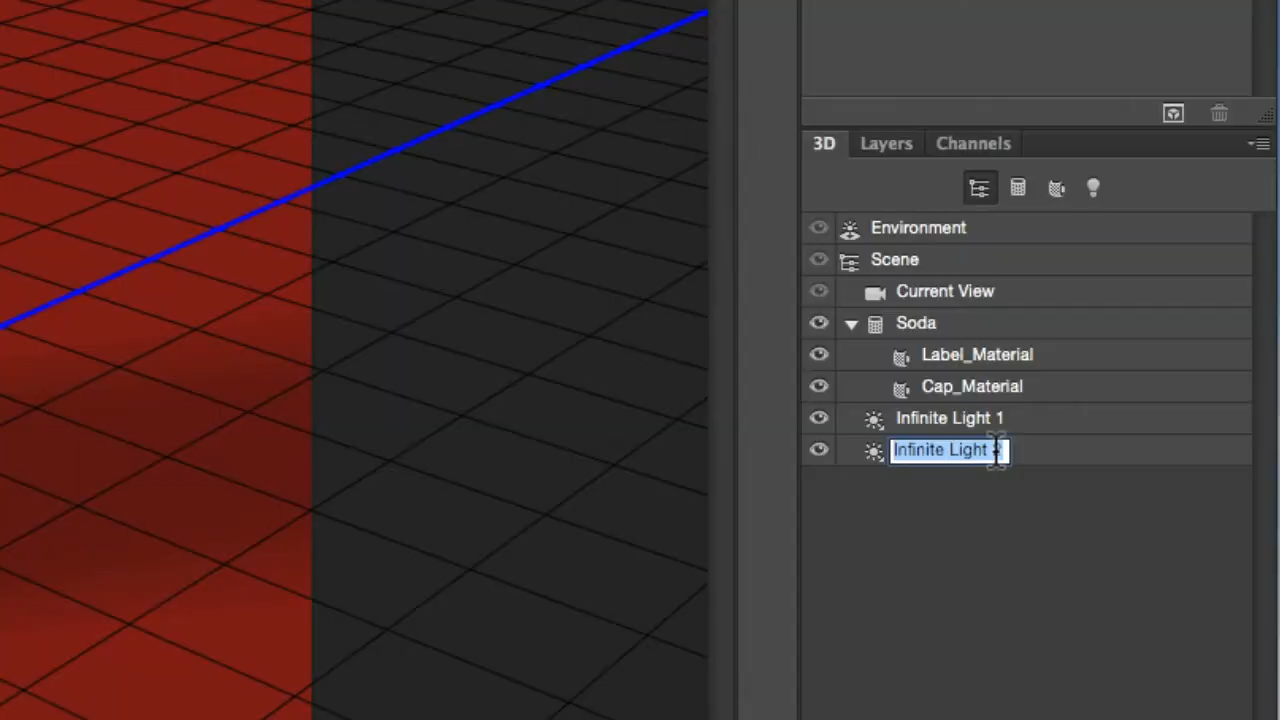 3D Layers Channels
Environment
Scene
Current View
Soda
Label_Material
Cap_Material
Infinite Light 1
Infinite Light